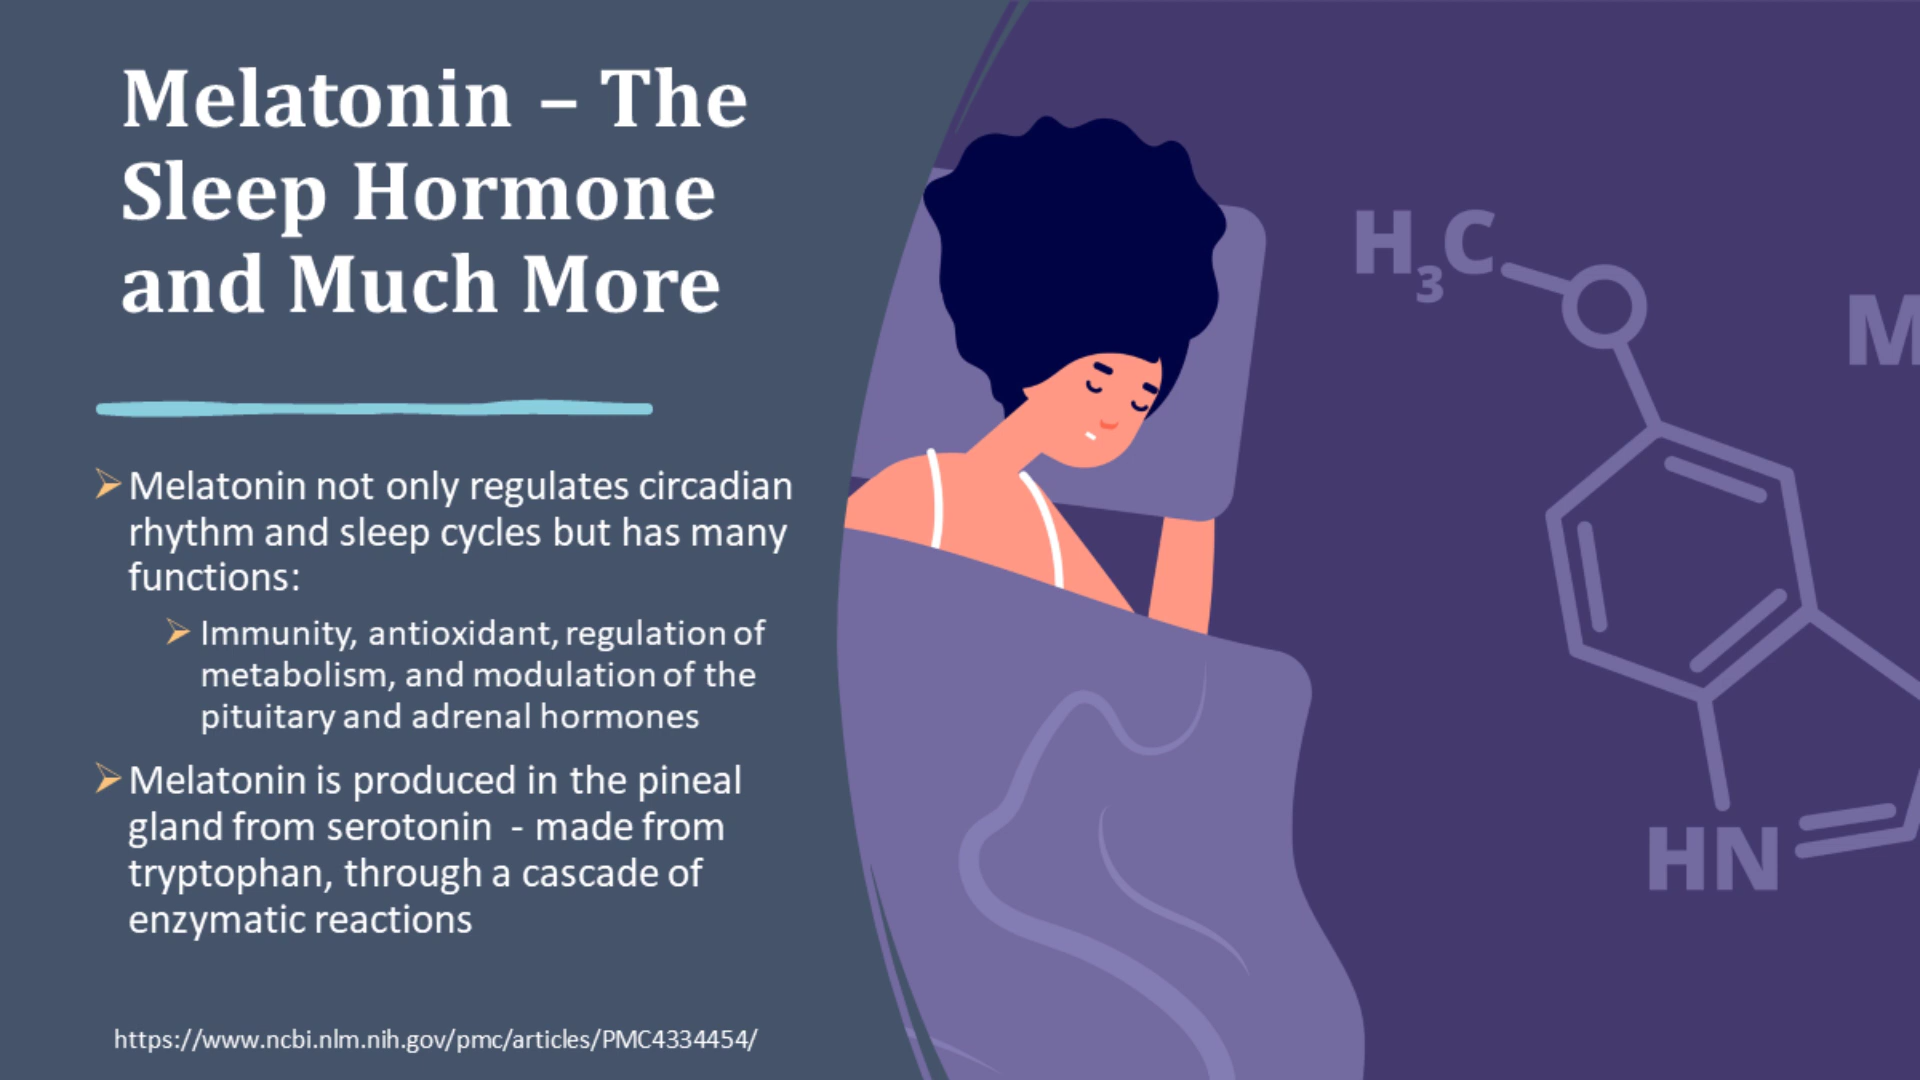 Melatonin – The
Sleep Hormone
and Much More
Melatonin not only regulates circadian
rhythm and sleep cycles but has many
functions:
Immunity, antioxidant, regulation of
metabolism, and modulation of the
pituitary and adrenal hormones
Melatonin is produced in the pineal
gland from serotonin - made from
tryptophan, through a cascade of
enzymatic reactions
https://www.ncbi.nlm.nih.gov/pmc/articles/PMC4334454/
H₃C
O
M
HN